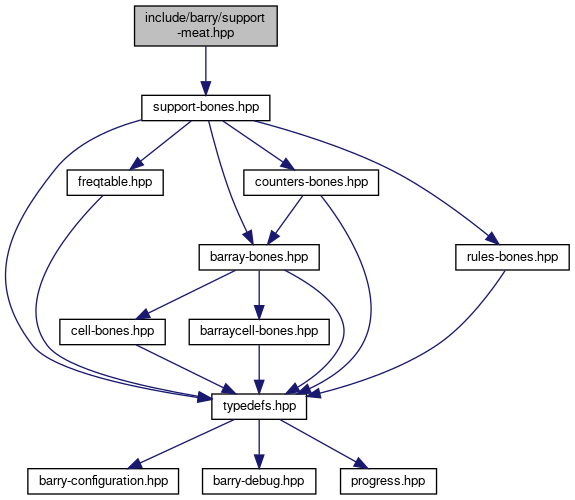 include/barry/support
-meat.hpp
support-bones.hpp
freqtable.hpp
counters-bones.hpp
barray-bones.hpp
rules-bones.hpp
cell-bones.hpp
barraycell-bones.hpp
typedefs.hpp
barry-configuration.hpp
barry-debug.hpp
progress.hpp